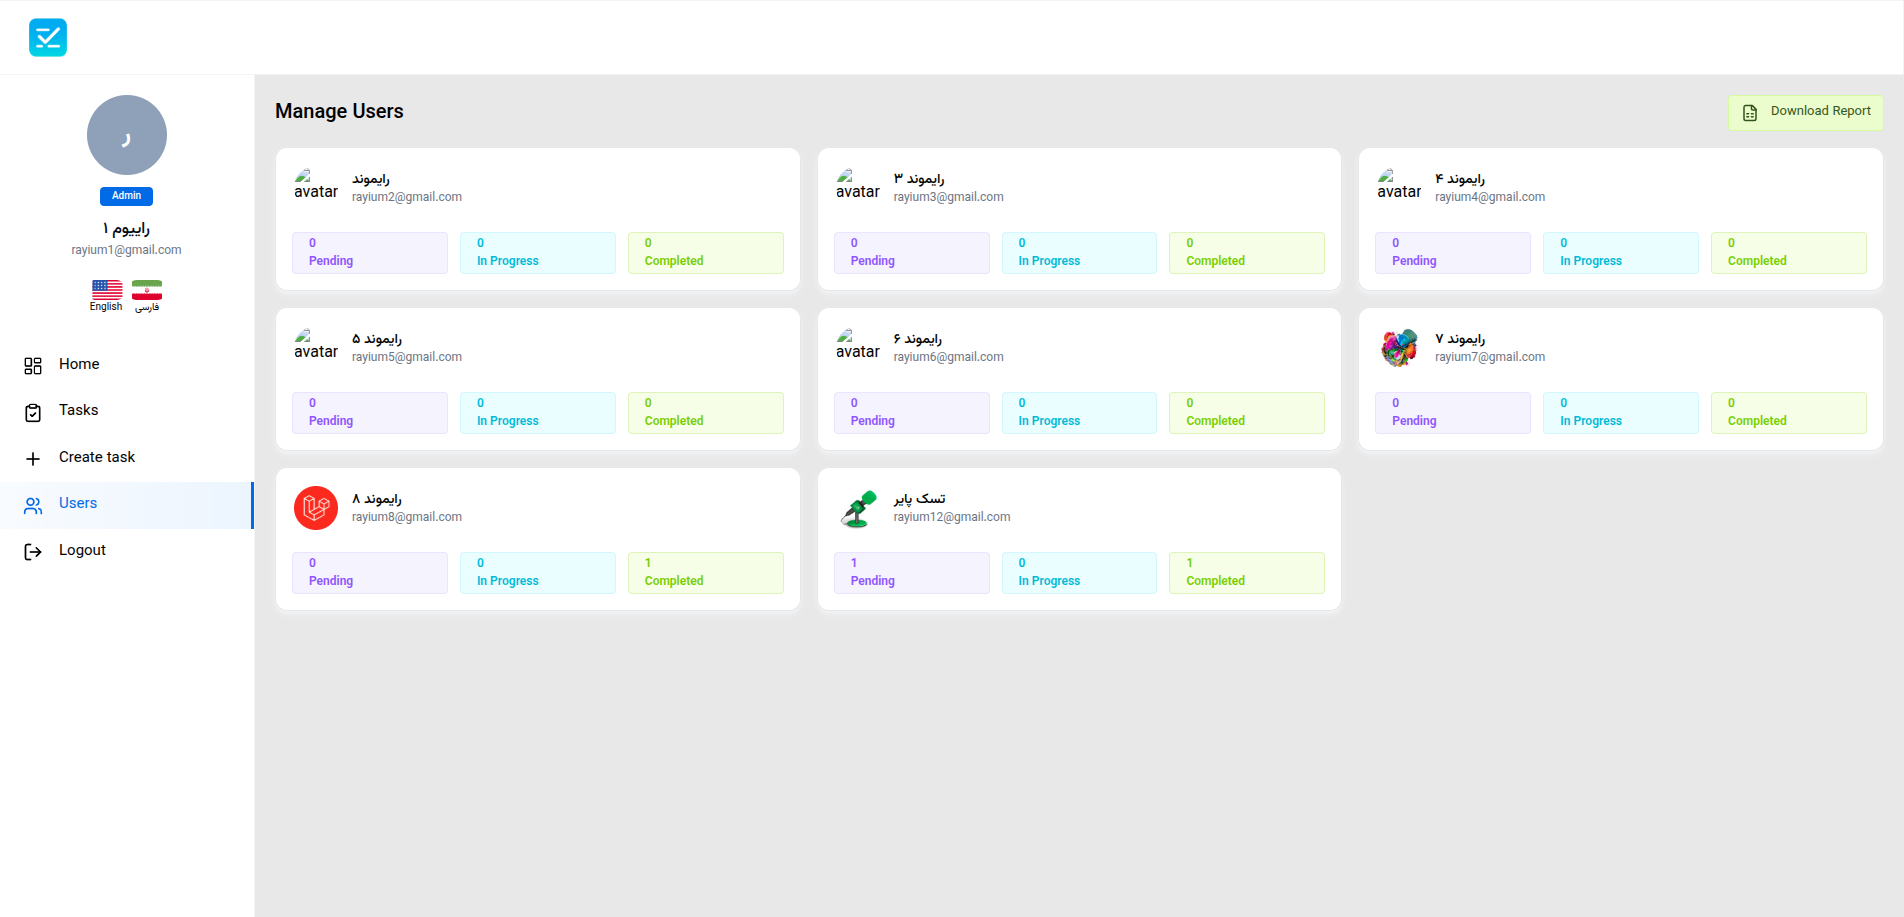 ر
Admin
راییوم ۱
rayium1@gmail.com
English
فارسی
Home
Tasks
Create task
Users
Logout
Manage Users
Download Report
avatar
رایموند
rayium2@gmail.com
0
Pending
0
In Progress
0
Completed
avatar
رایموند ۳
rayium3@gmail.com
0
Pending
0
In Progress
0
Completed
avatar
رایموند ۴
rayium4@gmail.com
0
Pending
0
In Progress
0
Completed
avatar
رایموند ۵
rayium5@gmail.com
0
Pending
0
In Progress
0
Completed
avatar
رایموند ۶
rayium6@gmail.com
0
Pending
0
In Progress
0
Completed
رایموند ۷
rayium7@gmail.com
0
Pending
0
In Progress
0
Completed
رایموند ۸
rayium8@gmail.com
0
Pending
0
In Progress
1
Completed
تسک پایر
rayium12@gmail.com
1
Pending
0
In Progress
1
Completed